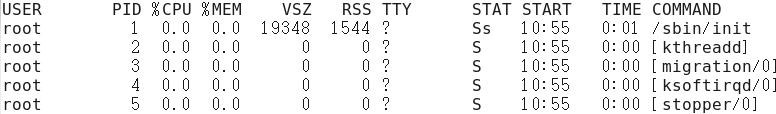 USER       PID %CPU %MEM    VSZ   RSS TTY      STAT START   TIME COMMAND
root         1  0.0  0.0  19348  1544 ?        Ss   10:55   0:01 /sbin/init
root         2  0.0  0.0      0     0 ?        S    10:55   0:00 [kthreadd]
root         3  0.0  0.0      0     0 ?        S    10:55   0:00 [migration/0]
root         4  0.0  0.0      0     0 ?        S    10:55   0:00 [ksoftirqd/0]
root         5  0.0  0.0      0     0 ?        S    10:55   0:00 [stopper/0]